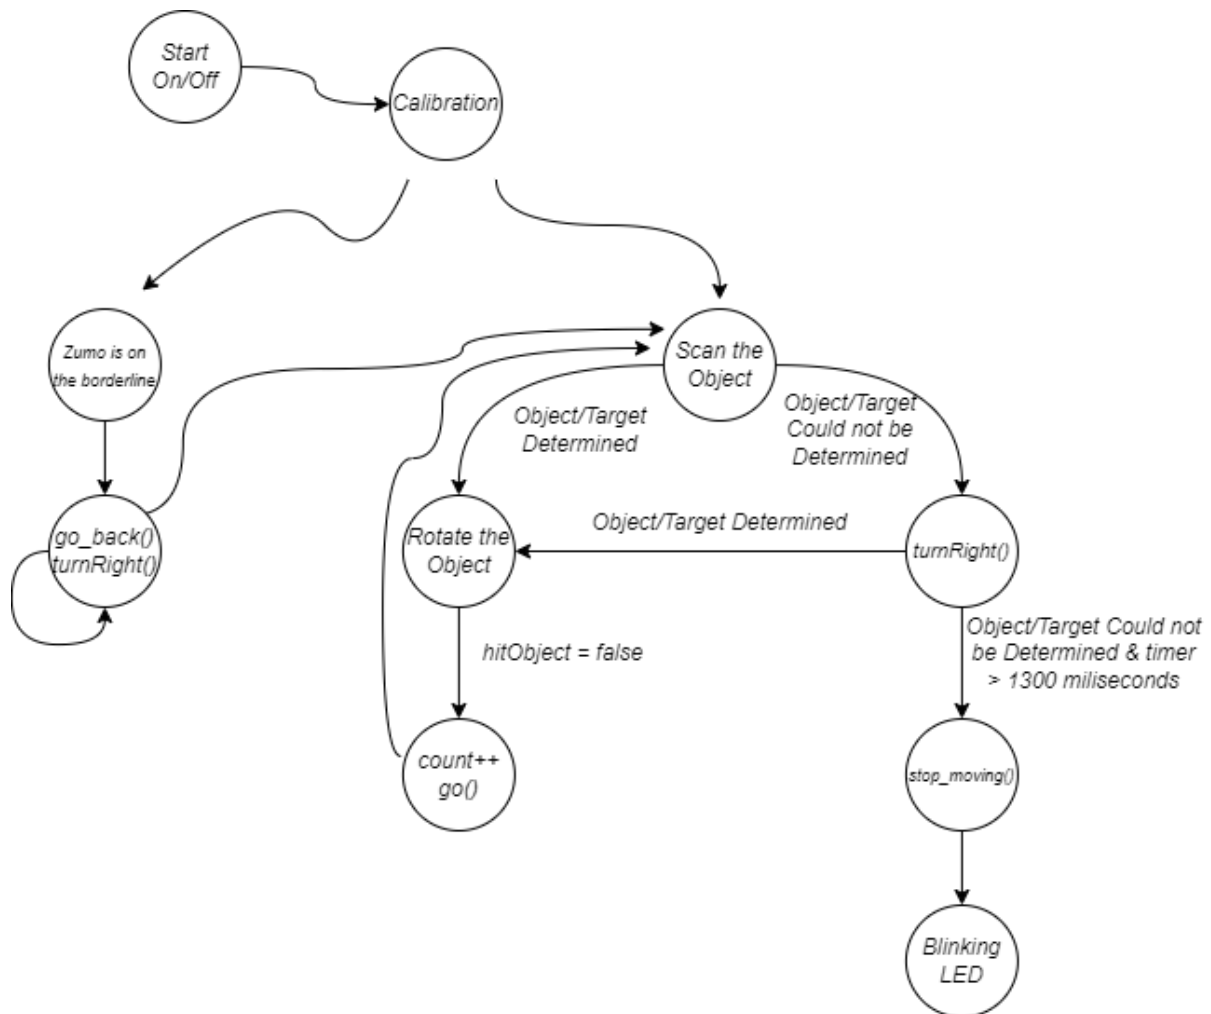 Start
On/Off
Calibration
Zumo is on
the borderline
Scan the
Object
Object/Target
Determined
Object/Target
Could not be
Determined
go_back()
turnRight()
Rotate the
Object
Object/Target Determined
turnRight()
hitObject = false
Object/Target Could not
be Determined & timer
> 1300 miliseconds
count++
go()
stop_moving()
Blinking
LED